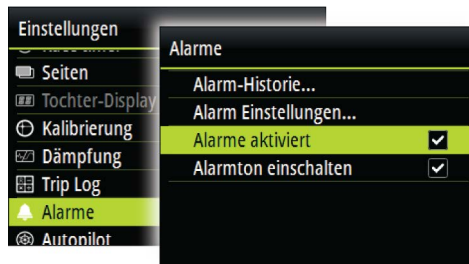 Einstellungen
Seiten
Tochter-Display
Kalibrierung
Dämpfung
Trip Log
Alarme
Autopilot
Alarme
Alarm-Historie...
Alarm Einstellungen...
Alarme aktiviert
Alarmton einschalten